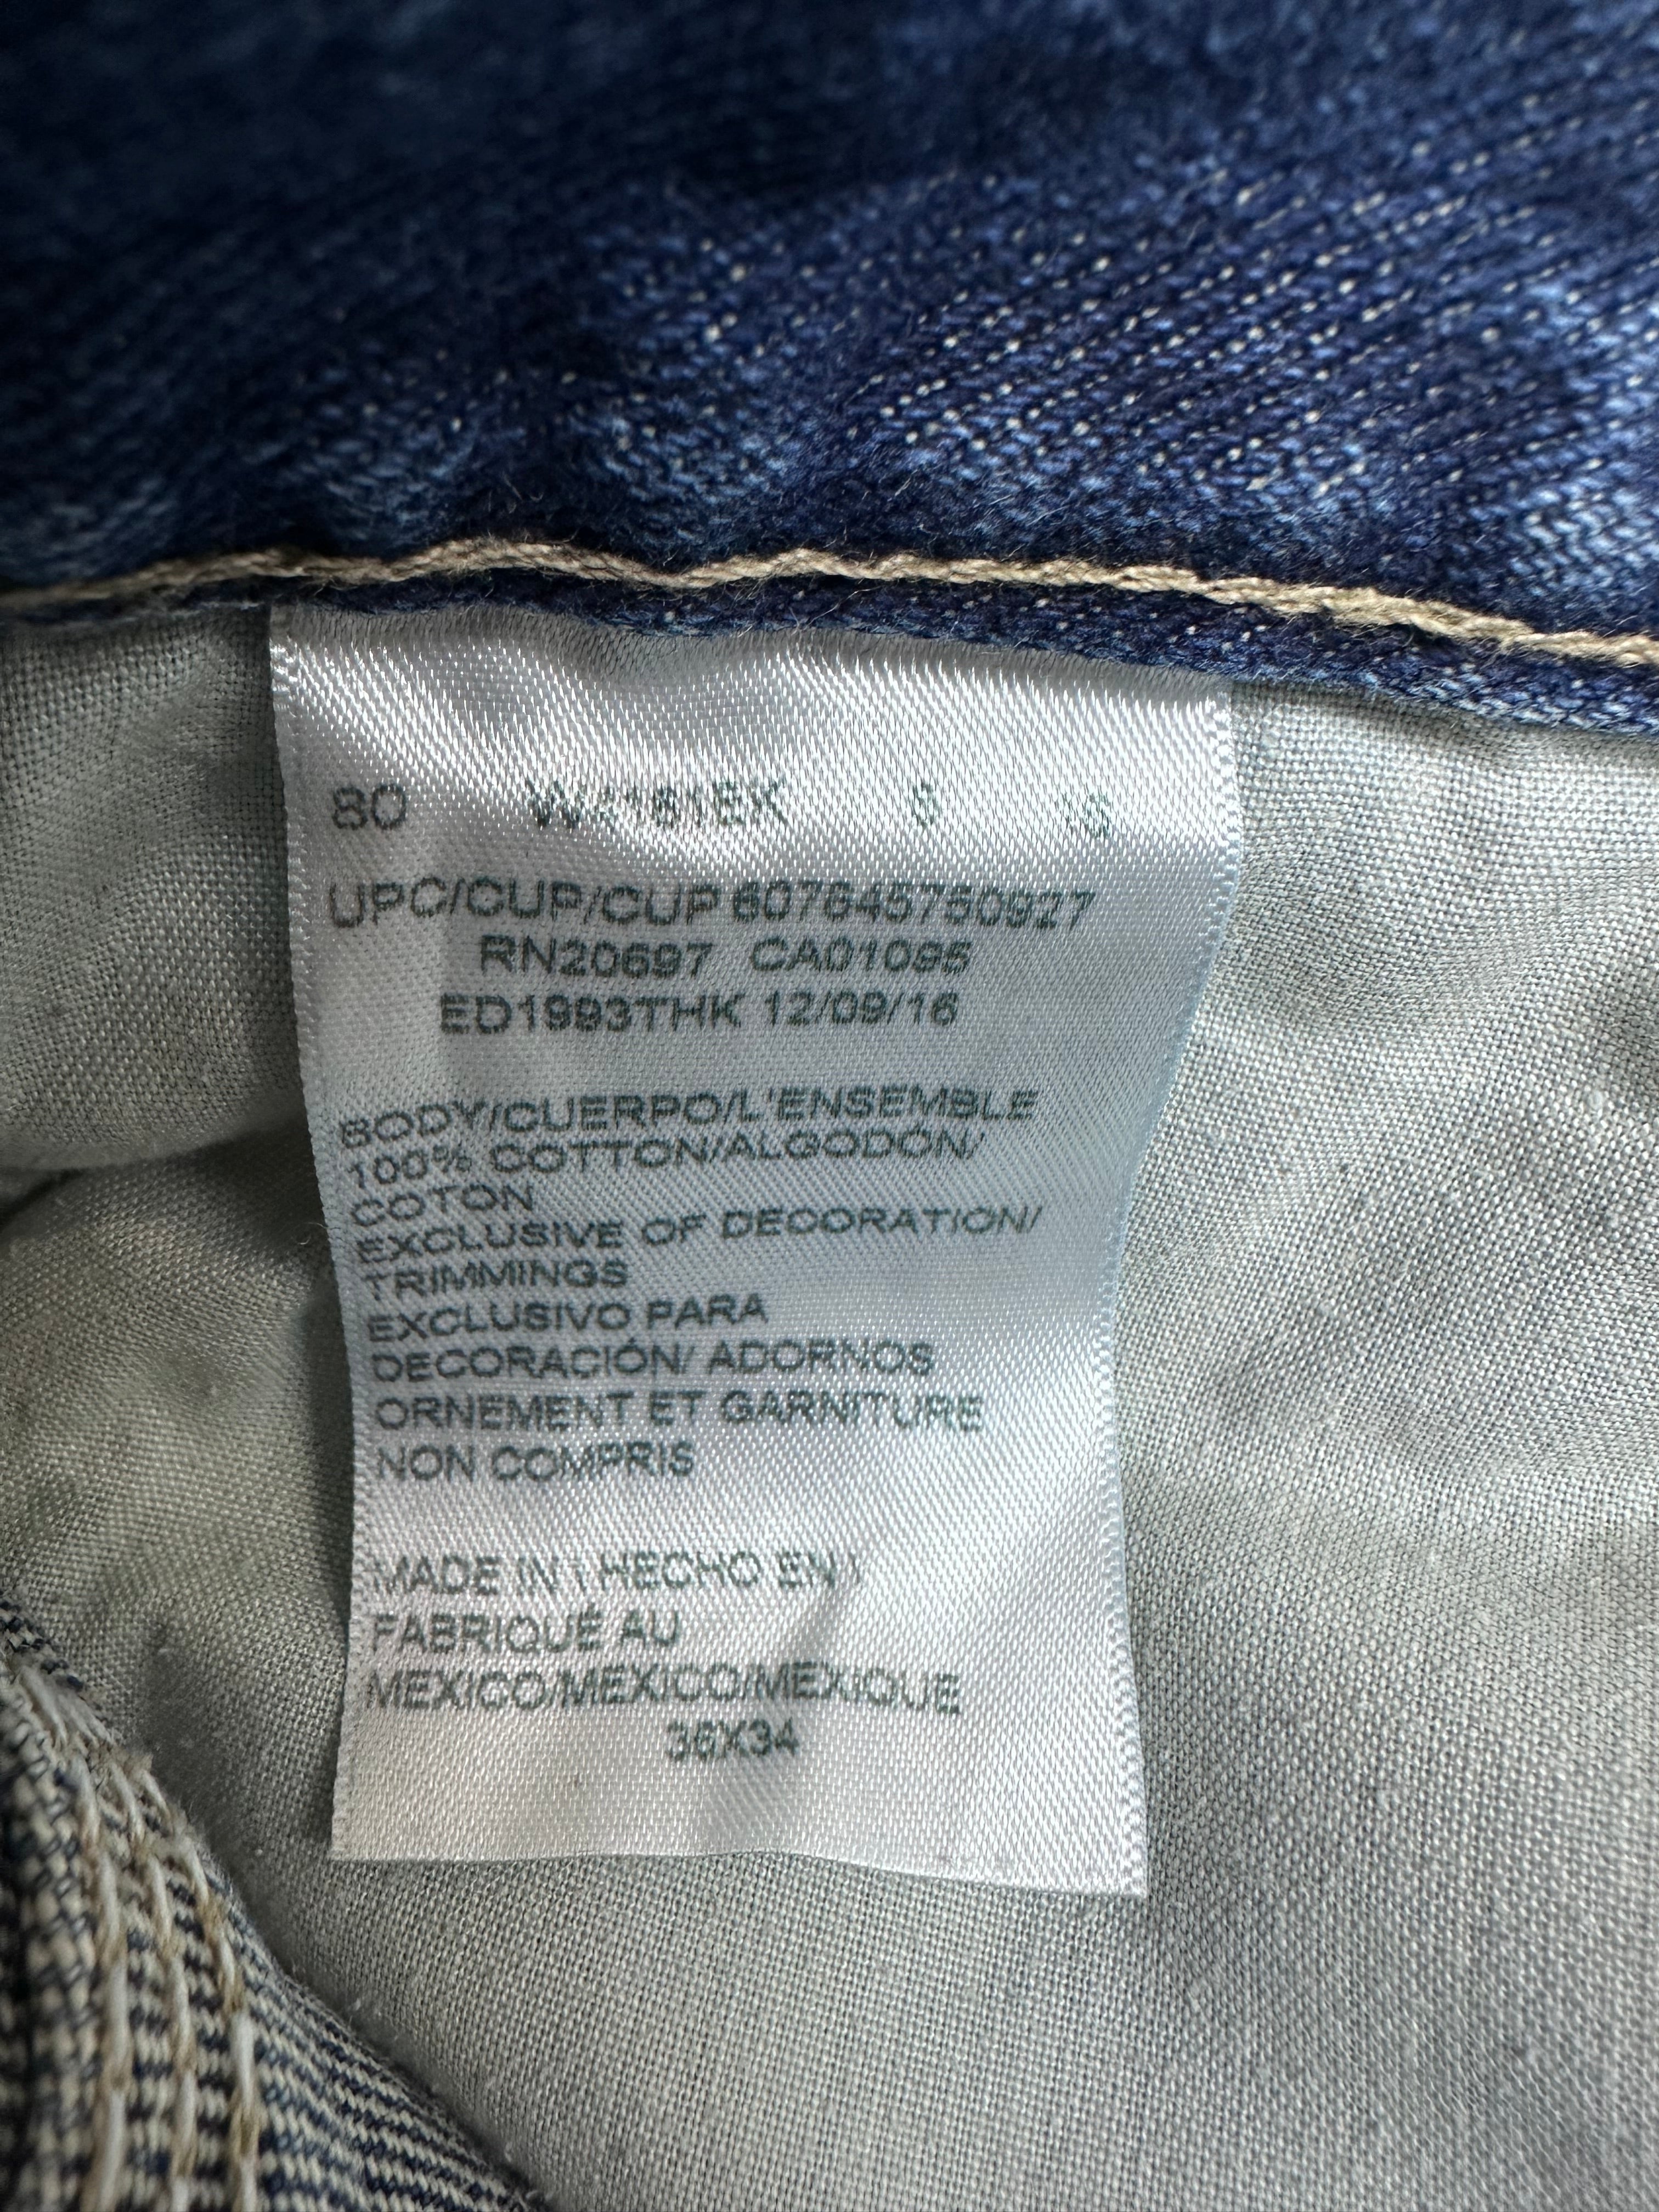 80
UPC/CUP/CUP 607645750927
RN20697 CA01095
ED1993THK 12/09/16
BODY/CUERPO/L'ENSEMBLE
100% COTTON/ALGODÓN/
COTON
EXCLUSIVE OF DECORATION/
TRIMMINGS
EXCLUSIVO PARA
DECORACIÓN/ ADORNOS
ORNEMENT ET GARNITURE
NON COMPRIS
MADE IN \ HECHO EN \
FABRIQUÉ AU
MEXICO/MEXICO/MEXIQUE
36X34